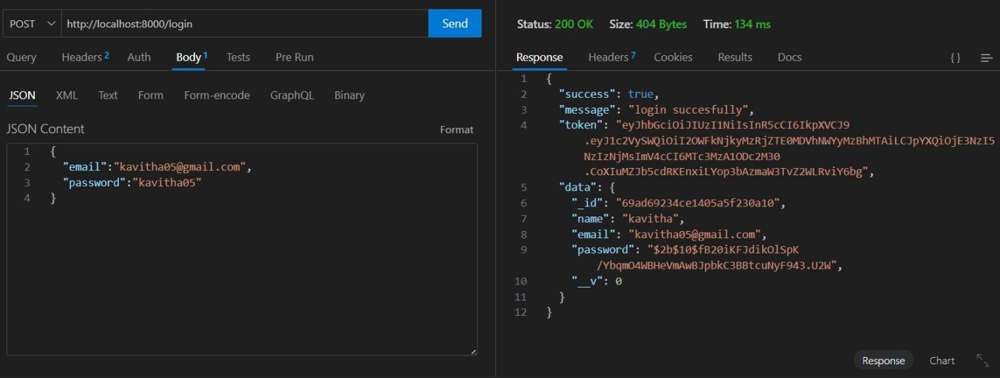 POST http://localhost:8000/login Send
Query Headers 2 Auth Body 1 Tests Pre Run
JSON XML Text Form Form-encode GraphQL Binary
JSON Content Format
1 {
2 "email":"kavitha05@gmail.com",
3 "password":"kavitha05"
4 }
Status: 200 OK Size: 404 Bytes Time: 134 ms
Response Headers 7 Cookies Results Docs {}
1 {
2 "success": true,
3 "message": "login succesfully",
4 "token": "eyJhbGciOiJIUzI1NiIsInR5cCI6IkpXVCJ9
.eyJ1c2VySWQiOiI2OWFkNjkyMzRjZTE0MDVhNWYyMzBhMTAiLCJpYXQiOjE3NzI5
NzIzNjMsImV4cCI6MTc3MzA1ODc2M30
.CoXIuMZJb5cdRKEnxiLYop3bAzmaW3TvZ2WLRviY6bg",
5 "data": {
6 "_id": "69ad69234ce1405a5f230a10",
7 "name": "kavitha",
8 "email": "kavitha05@gmail.com",
9 "password": "$2b$10$fB20iKFJdikOlSpK
/YbqmO4WBHeVmAwBJpbkC3BBtcuNyF943.U2W",
10 "__v": 0
11 }
12 }
Response Chart